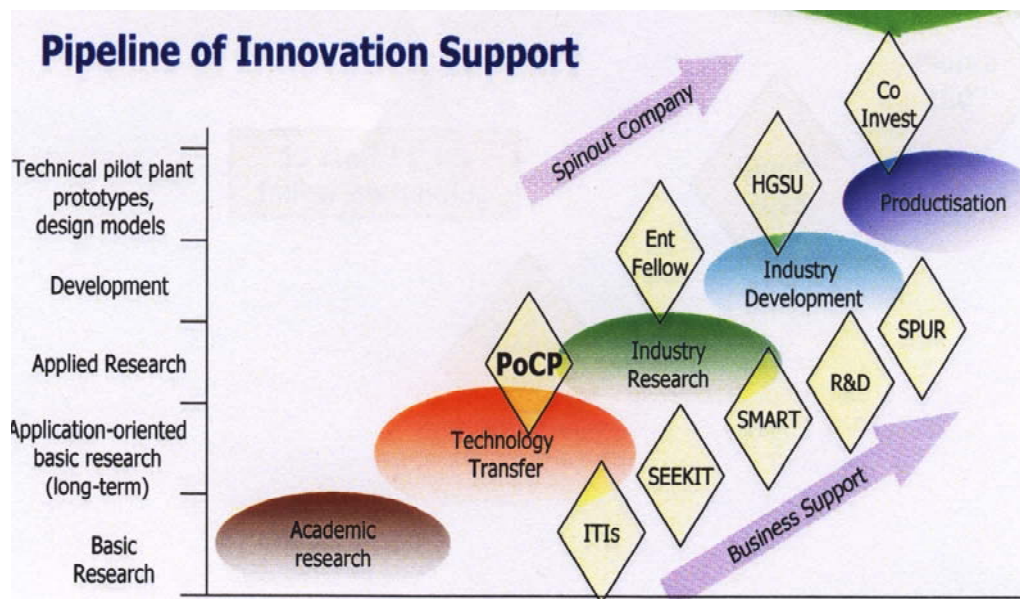 Pipeline of Innovation Support
Spinout Company
Co
Invest
Technical pilot plant
prototypes,
design models
HGSU
Productisation
Ent
Fellow
Development
Industry
Development
SPUR
Applied Research
PoCP
Industry
Research
R&D
SMART
Application-oriented
basic research
(long-term)
Technology
Transfer
SEEKIT
Business Support
Basic
Research
Academic
research
ITIs